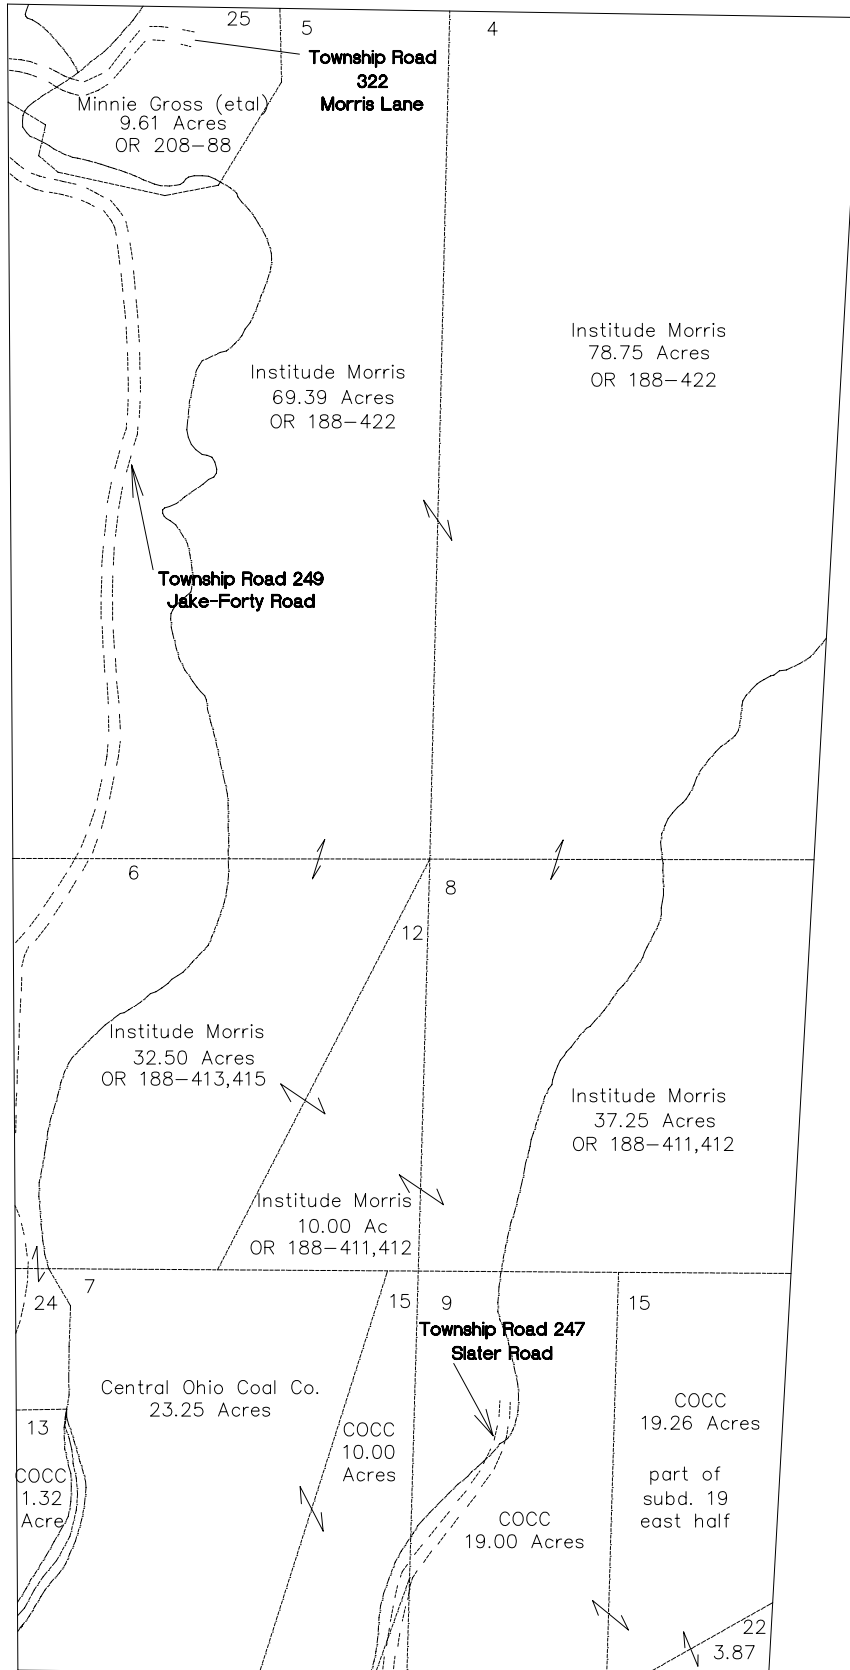 25
5
4
Township Road
322
Morris Lane
Minnie Gross (etal)
9.61 Acres
OR 208-88
Institude Morris
78.75 Acres
OR 188-422
Institude Morris
69.39 Acres
OR 188-422
Township Road 249
Jake-Forty Road
6
8
12
Institude Morris
32.50 Acres
OR 188-413,415
Institude Morris
37.25 Acres
OR 188-411,412
Institude Morris
10.00 Ac
OR 188-411,412
7
24
15
9
15
Township Road 247
Slater Road
Central Ohio Coal Co.
23.25 Acres
COCC
19.26 Acres
part of
subd. 19
east half
13
COCC
10.00
Acres
COCC
1.32
Acre
COCC
19.00 Acres
22
3.87